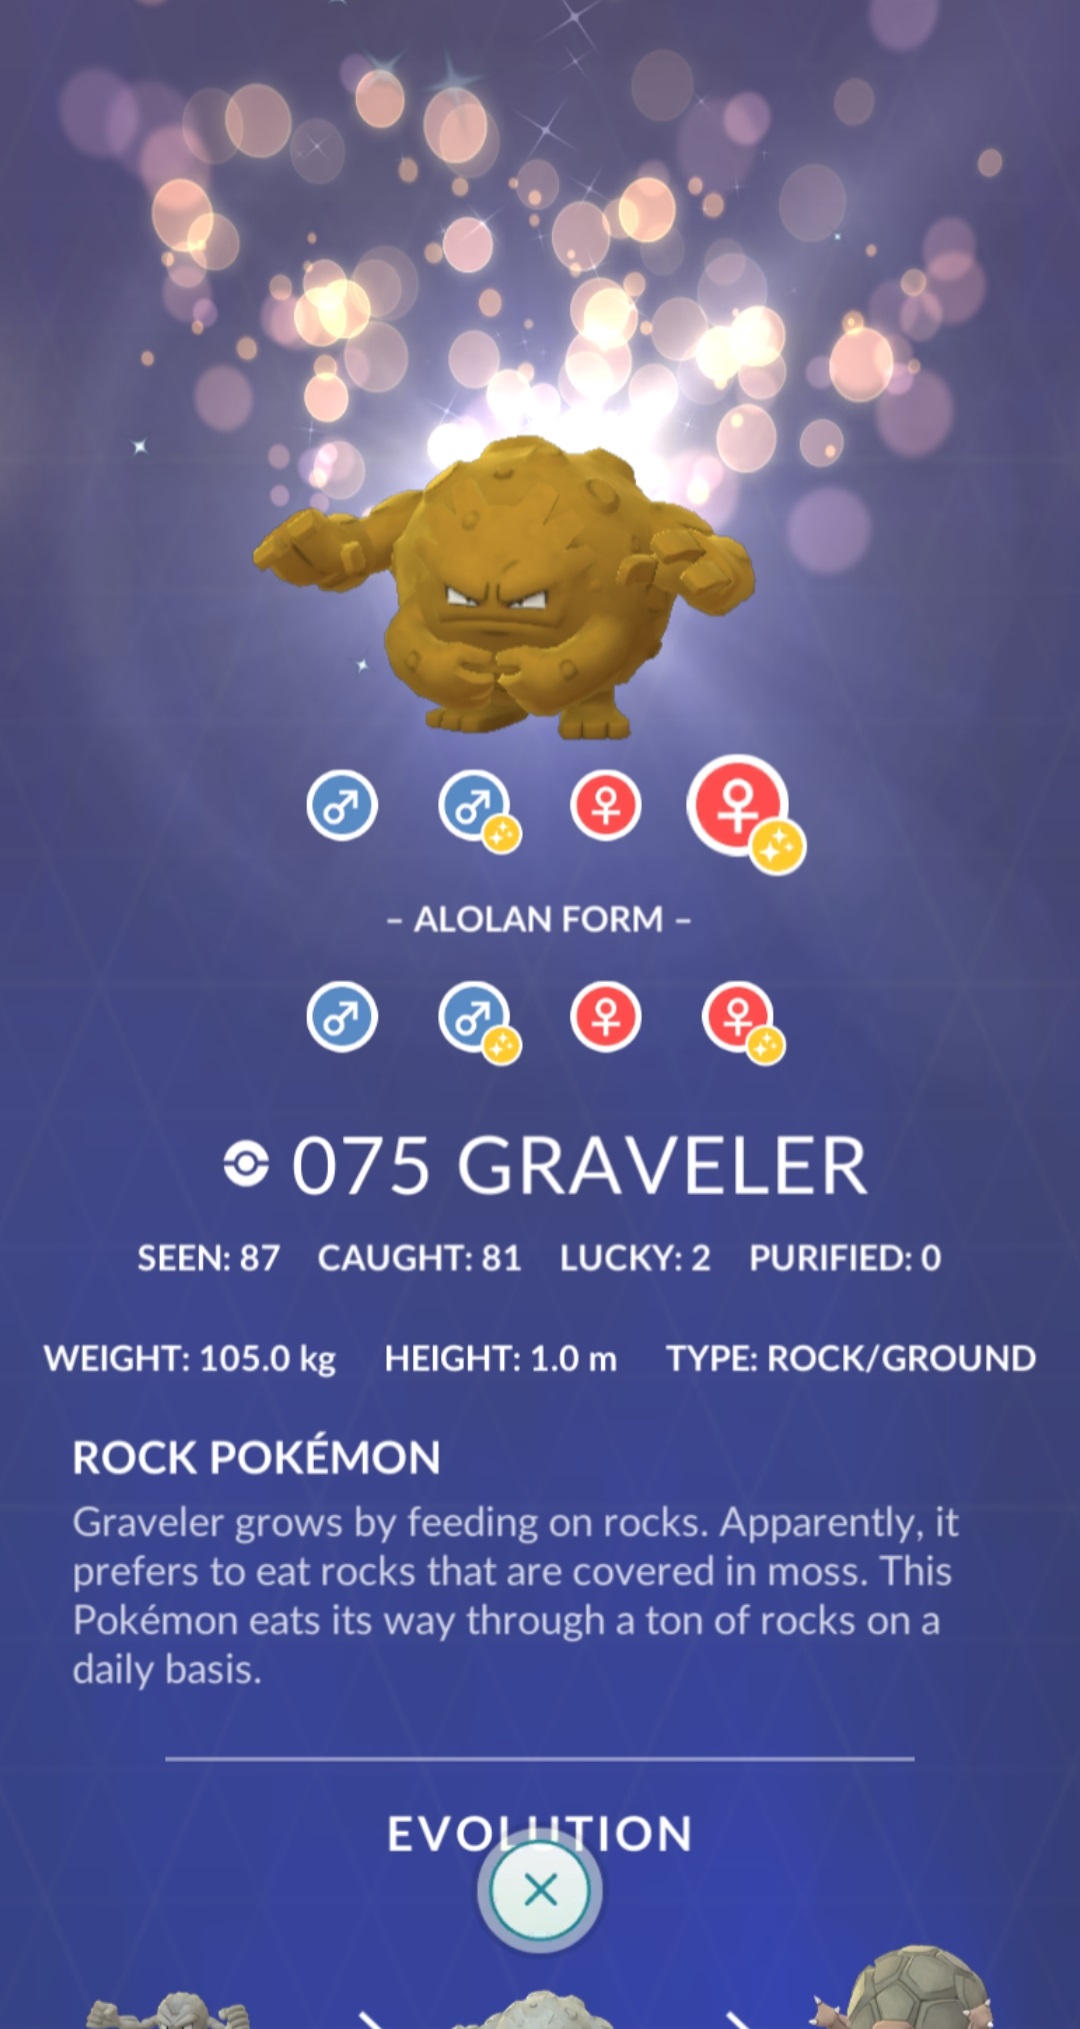 – ALOLAN FORM –
075 GRAVELER
SEEN: 87 CAUGHT: 81 LUCKY: 2 PURIFIED: 0
WEIGHT: 105.0 kg HEIGHT: 1.0 m TYPE: ROCK/GROUND
ROCK POKÉMON
Graveler grows by feeding on rocks. Apparently, it
prefers to eat rocks that are covered in moss. This
Pokémon eats its way through a ton of rocks on a
daily basis.
EVOLUTION